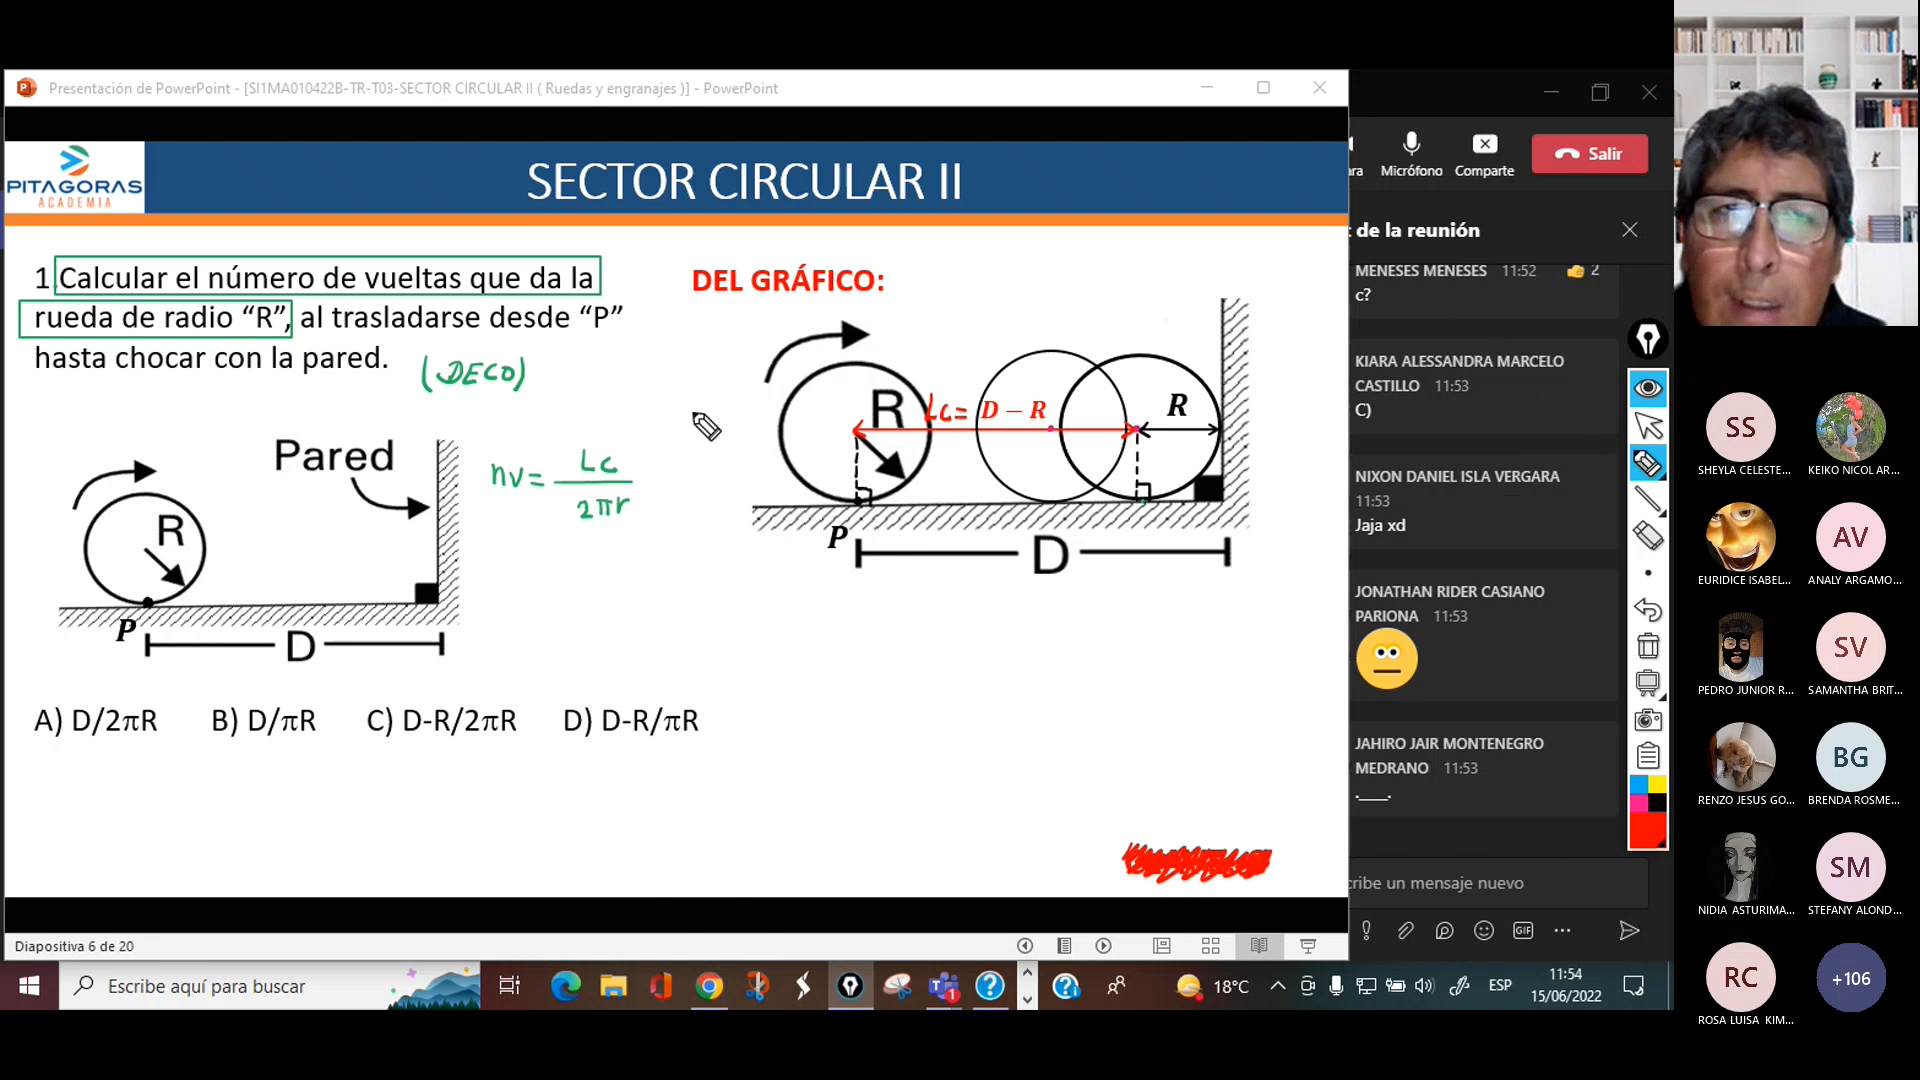 Presentación de PowerPoint - [SI1MA010422B-TR-T03-SECTOR CIRCULAR II ( Ruedas y engranajes )] - PowerPoint
PITAGORAS
ACADEMIA
SECTOR CIRCULAR II
1. Calcular el número de vueltas que da la
rueda de radio “R”, al trasladarse desde “P”
hasta chocar con la pared.
(DECO)
Pared
R
P
D
nv = Lc
2πr
A) D/2πR B) D/πR C) D-R/2πR D) D-R/πR
DEL GRÁFICO:
R
Lc = D − R
R
P
D
Diapositiva 6 de 20
ra
Micrófono
Comparte
Salir
t de la reunión
MENESES MENESES 11:52
2
c?
KIARA ALESSANDRA MARCELO
CASTILLO 11:53
C)
NIXON DANIEL ISLA VERGARA
11:53
Jaja xd
JONATHAN RIDER CASIANO
PARIONA 11:53
JAHIRO JAIR MONTENEGRO
MEDRANO 11:53
.___.
cribe un mensaje nuevo
GIF
SS
SHEYLA CELESTE...
KEIKO NICOL AR...
EURIDICE ISABEL...
AV
ANALY ARGAMO...
PEDRO JUNIOR R...
SV
SAMANTHA BRIT...
RENZO JESUS GO...
BG
BRENDA ROSME...
NIDIA ASTURIMA...
SM
STEFANY ALOND...
RC
ROSA LUISA KIM...
+106
Escribe aquí para buscar
1
18°C
ESP
11:54
15/06/2022